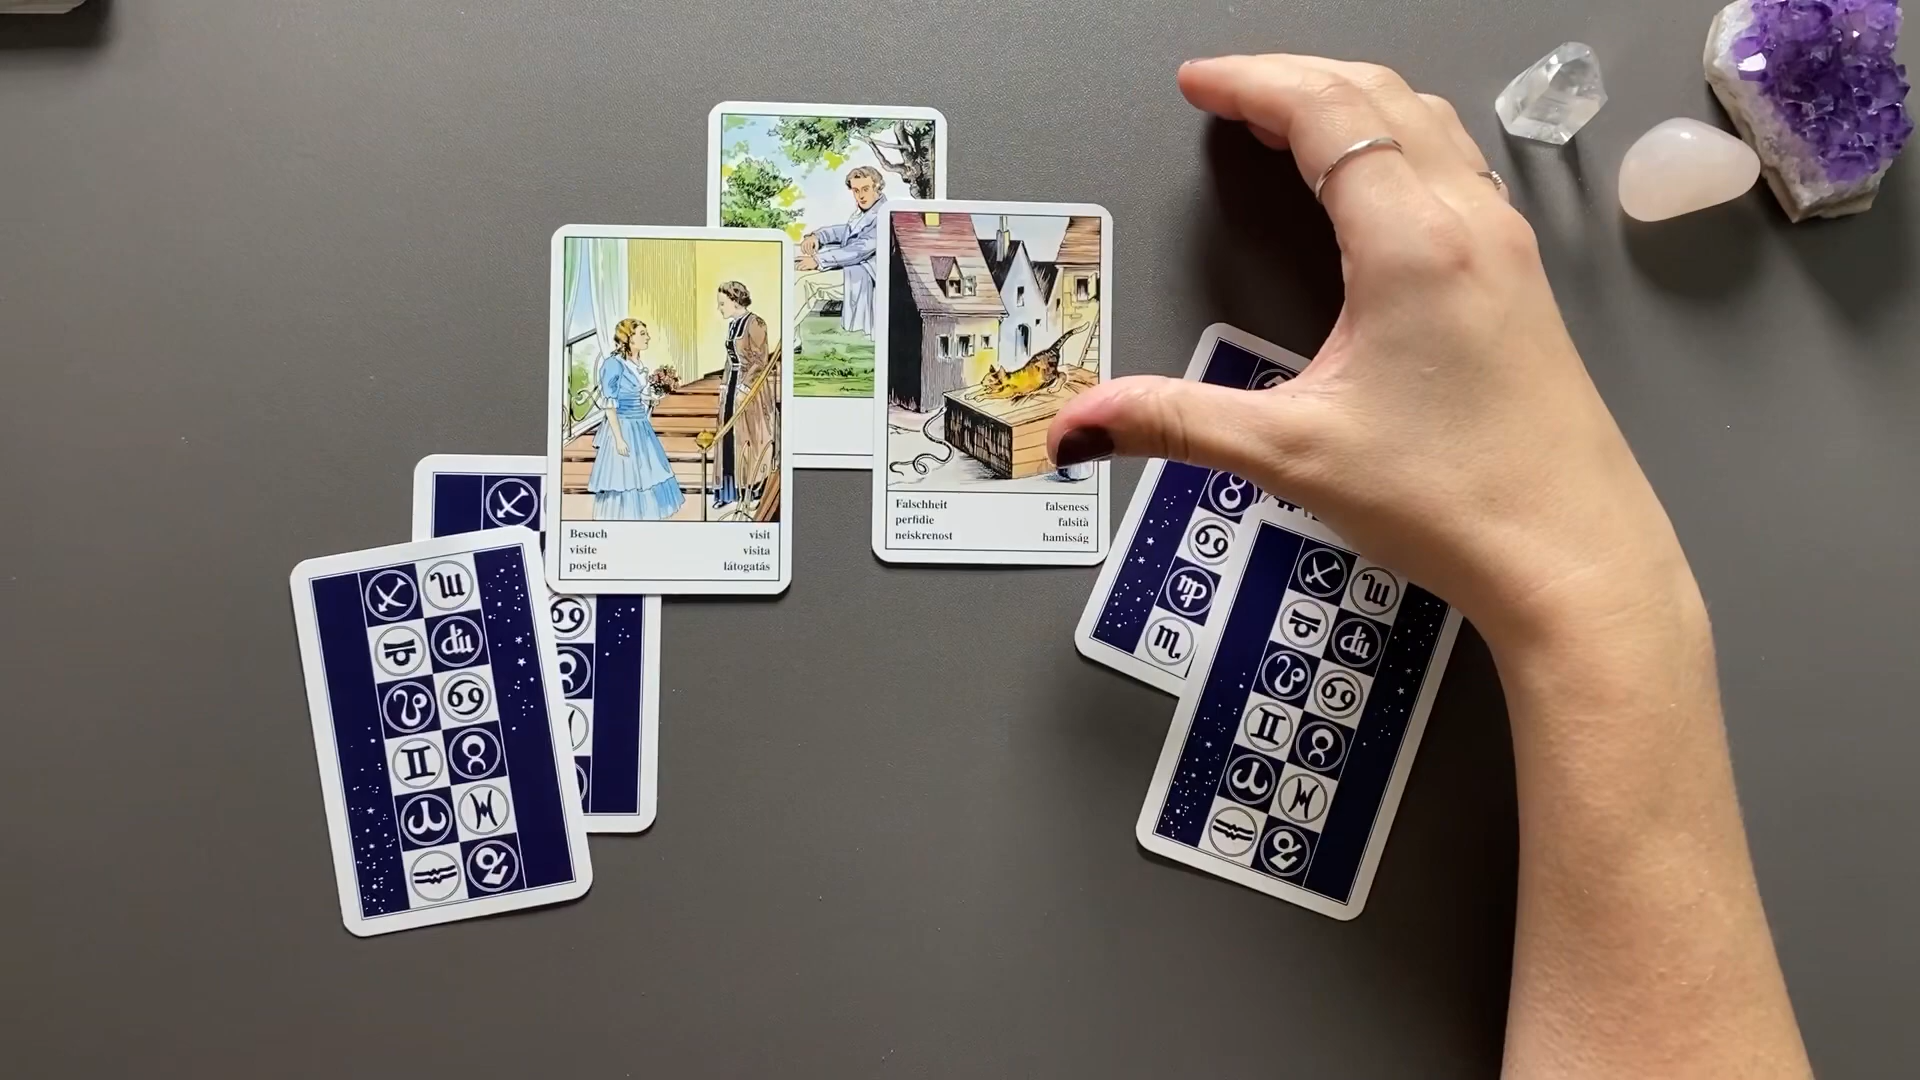 Besuch visit
visite visita
posjeta látogatás
Falschheit falseness
perfidie falsità
neiskrenost hamisság